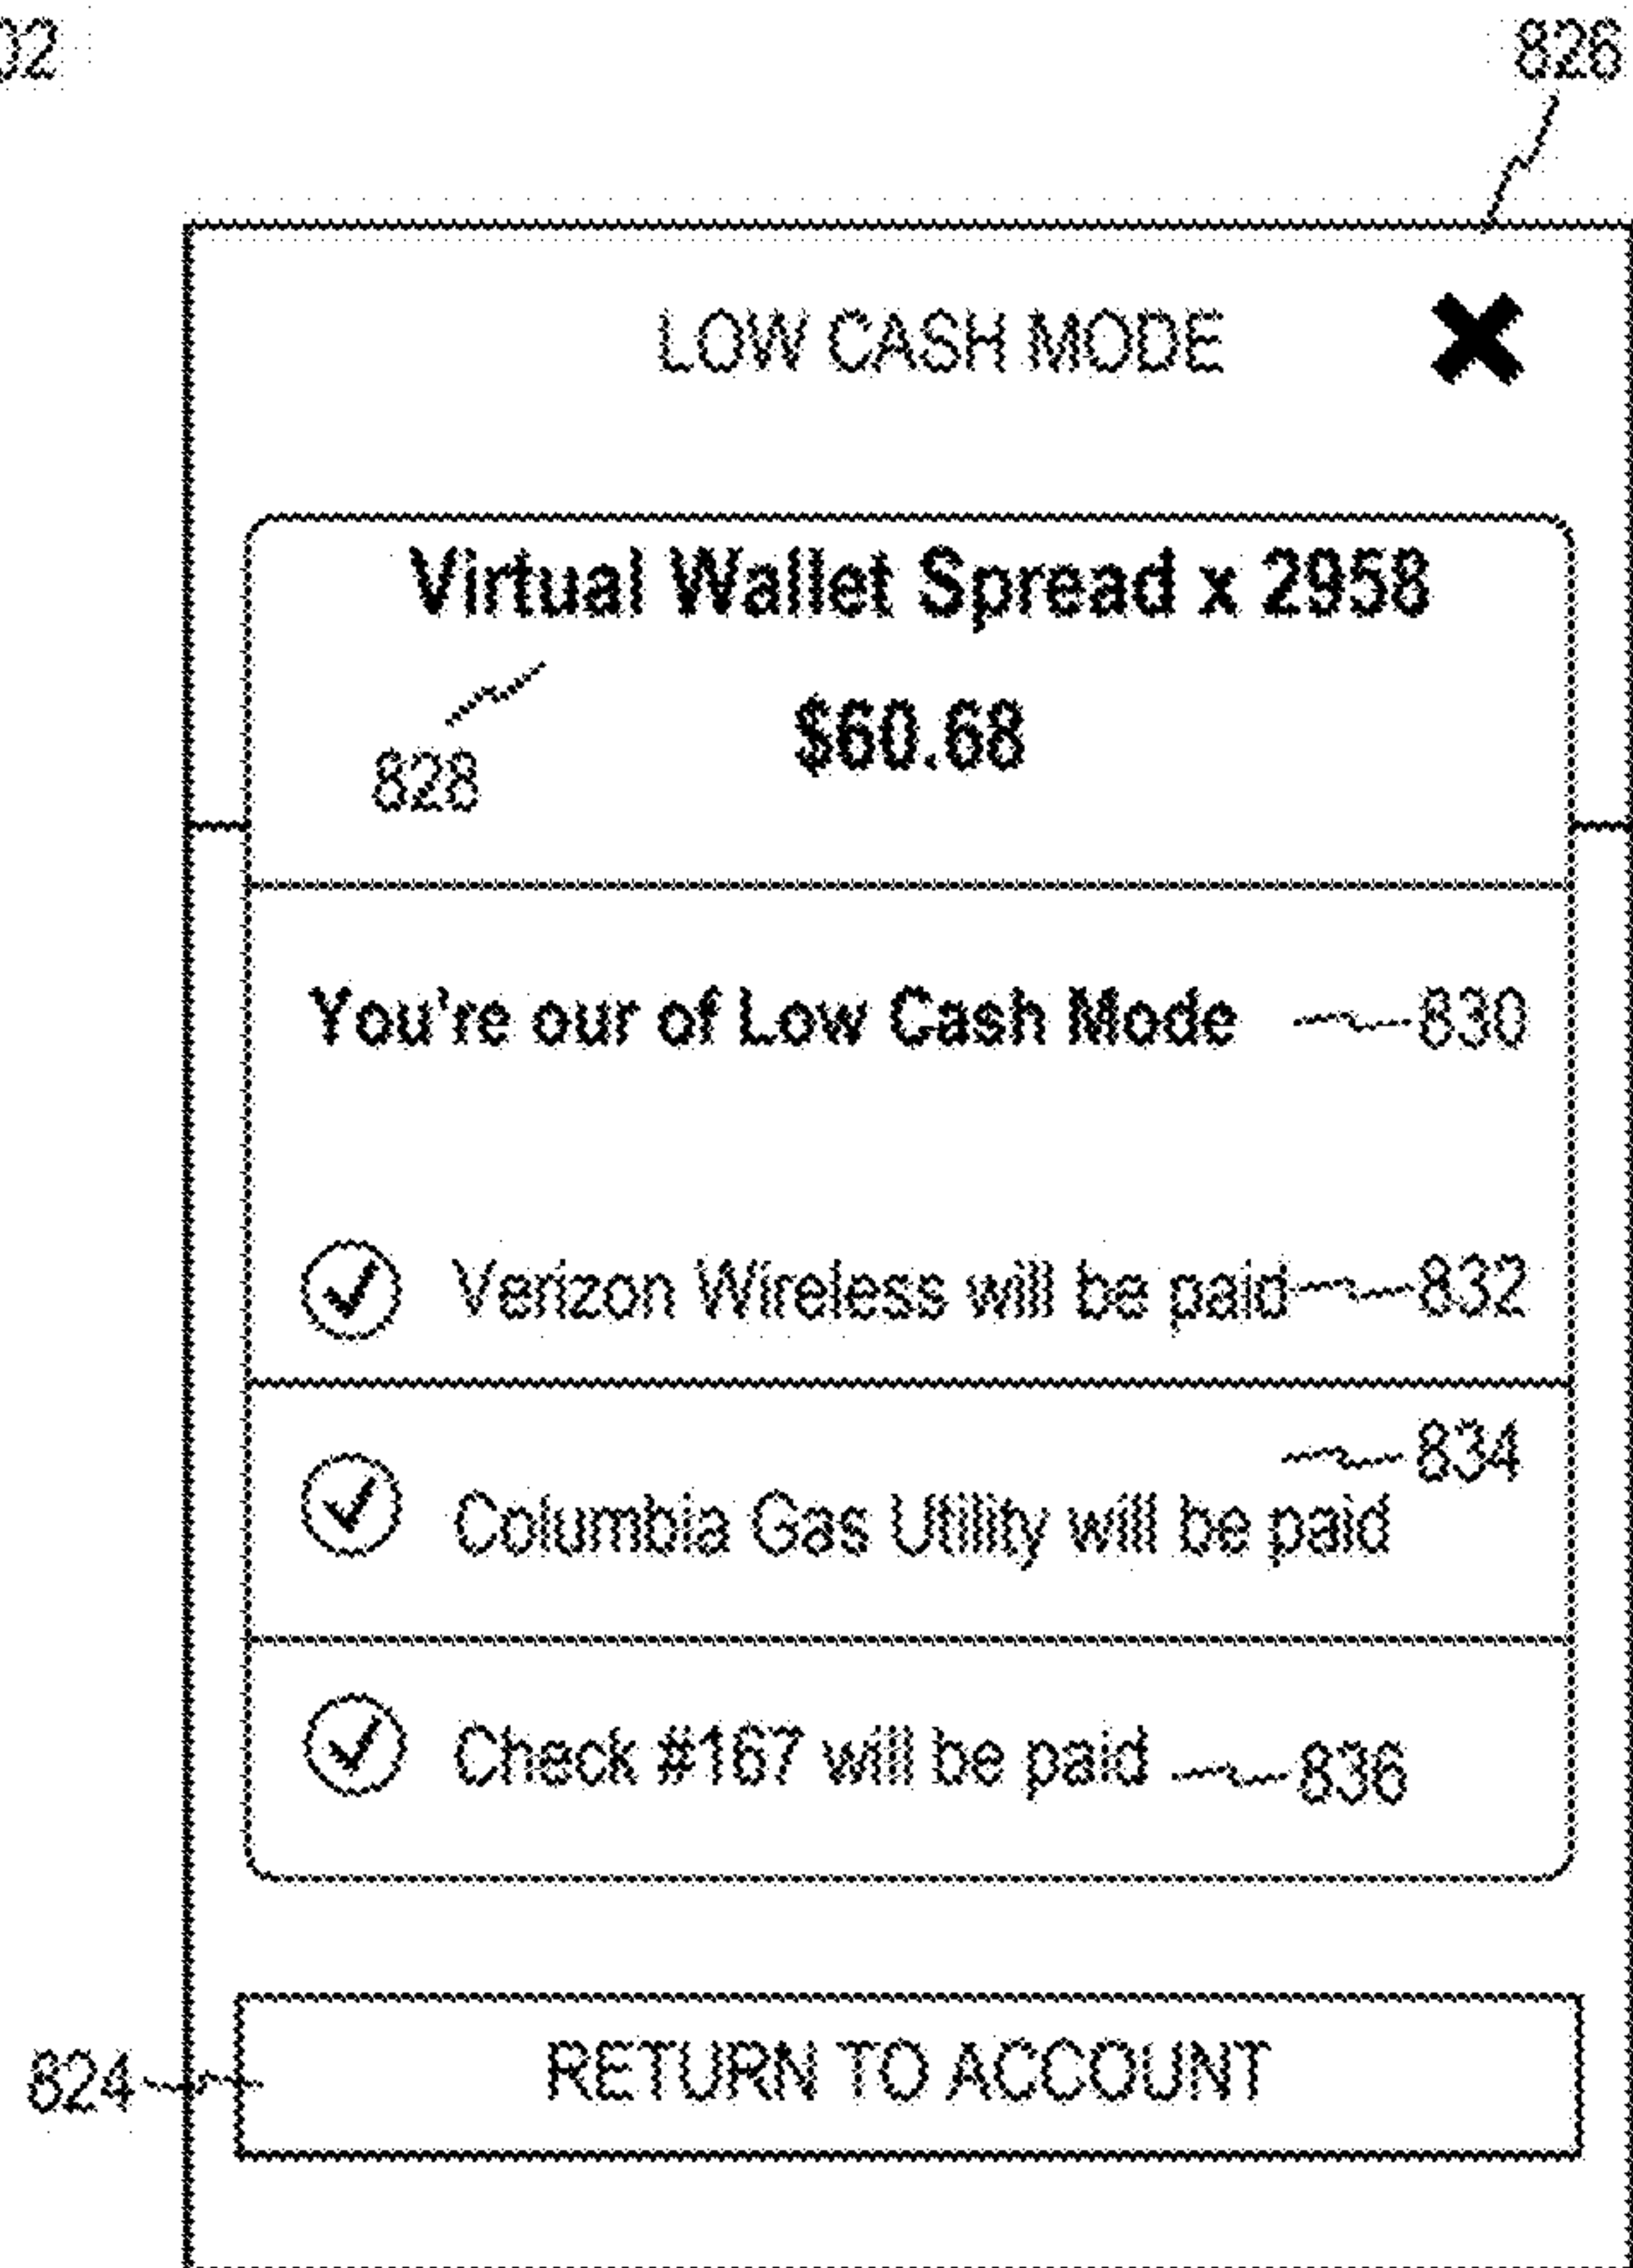 826
LOW CASH MODE
Virtual Wallet Spread x 2958
$60.68
828
You're our of Low Cash Mode 830
Verizon Wireless will be paid 832
834
Columbia Gas Utility will be paid
Check #167 will be paid 836
824 RETURN TO ACCOUNT